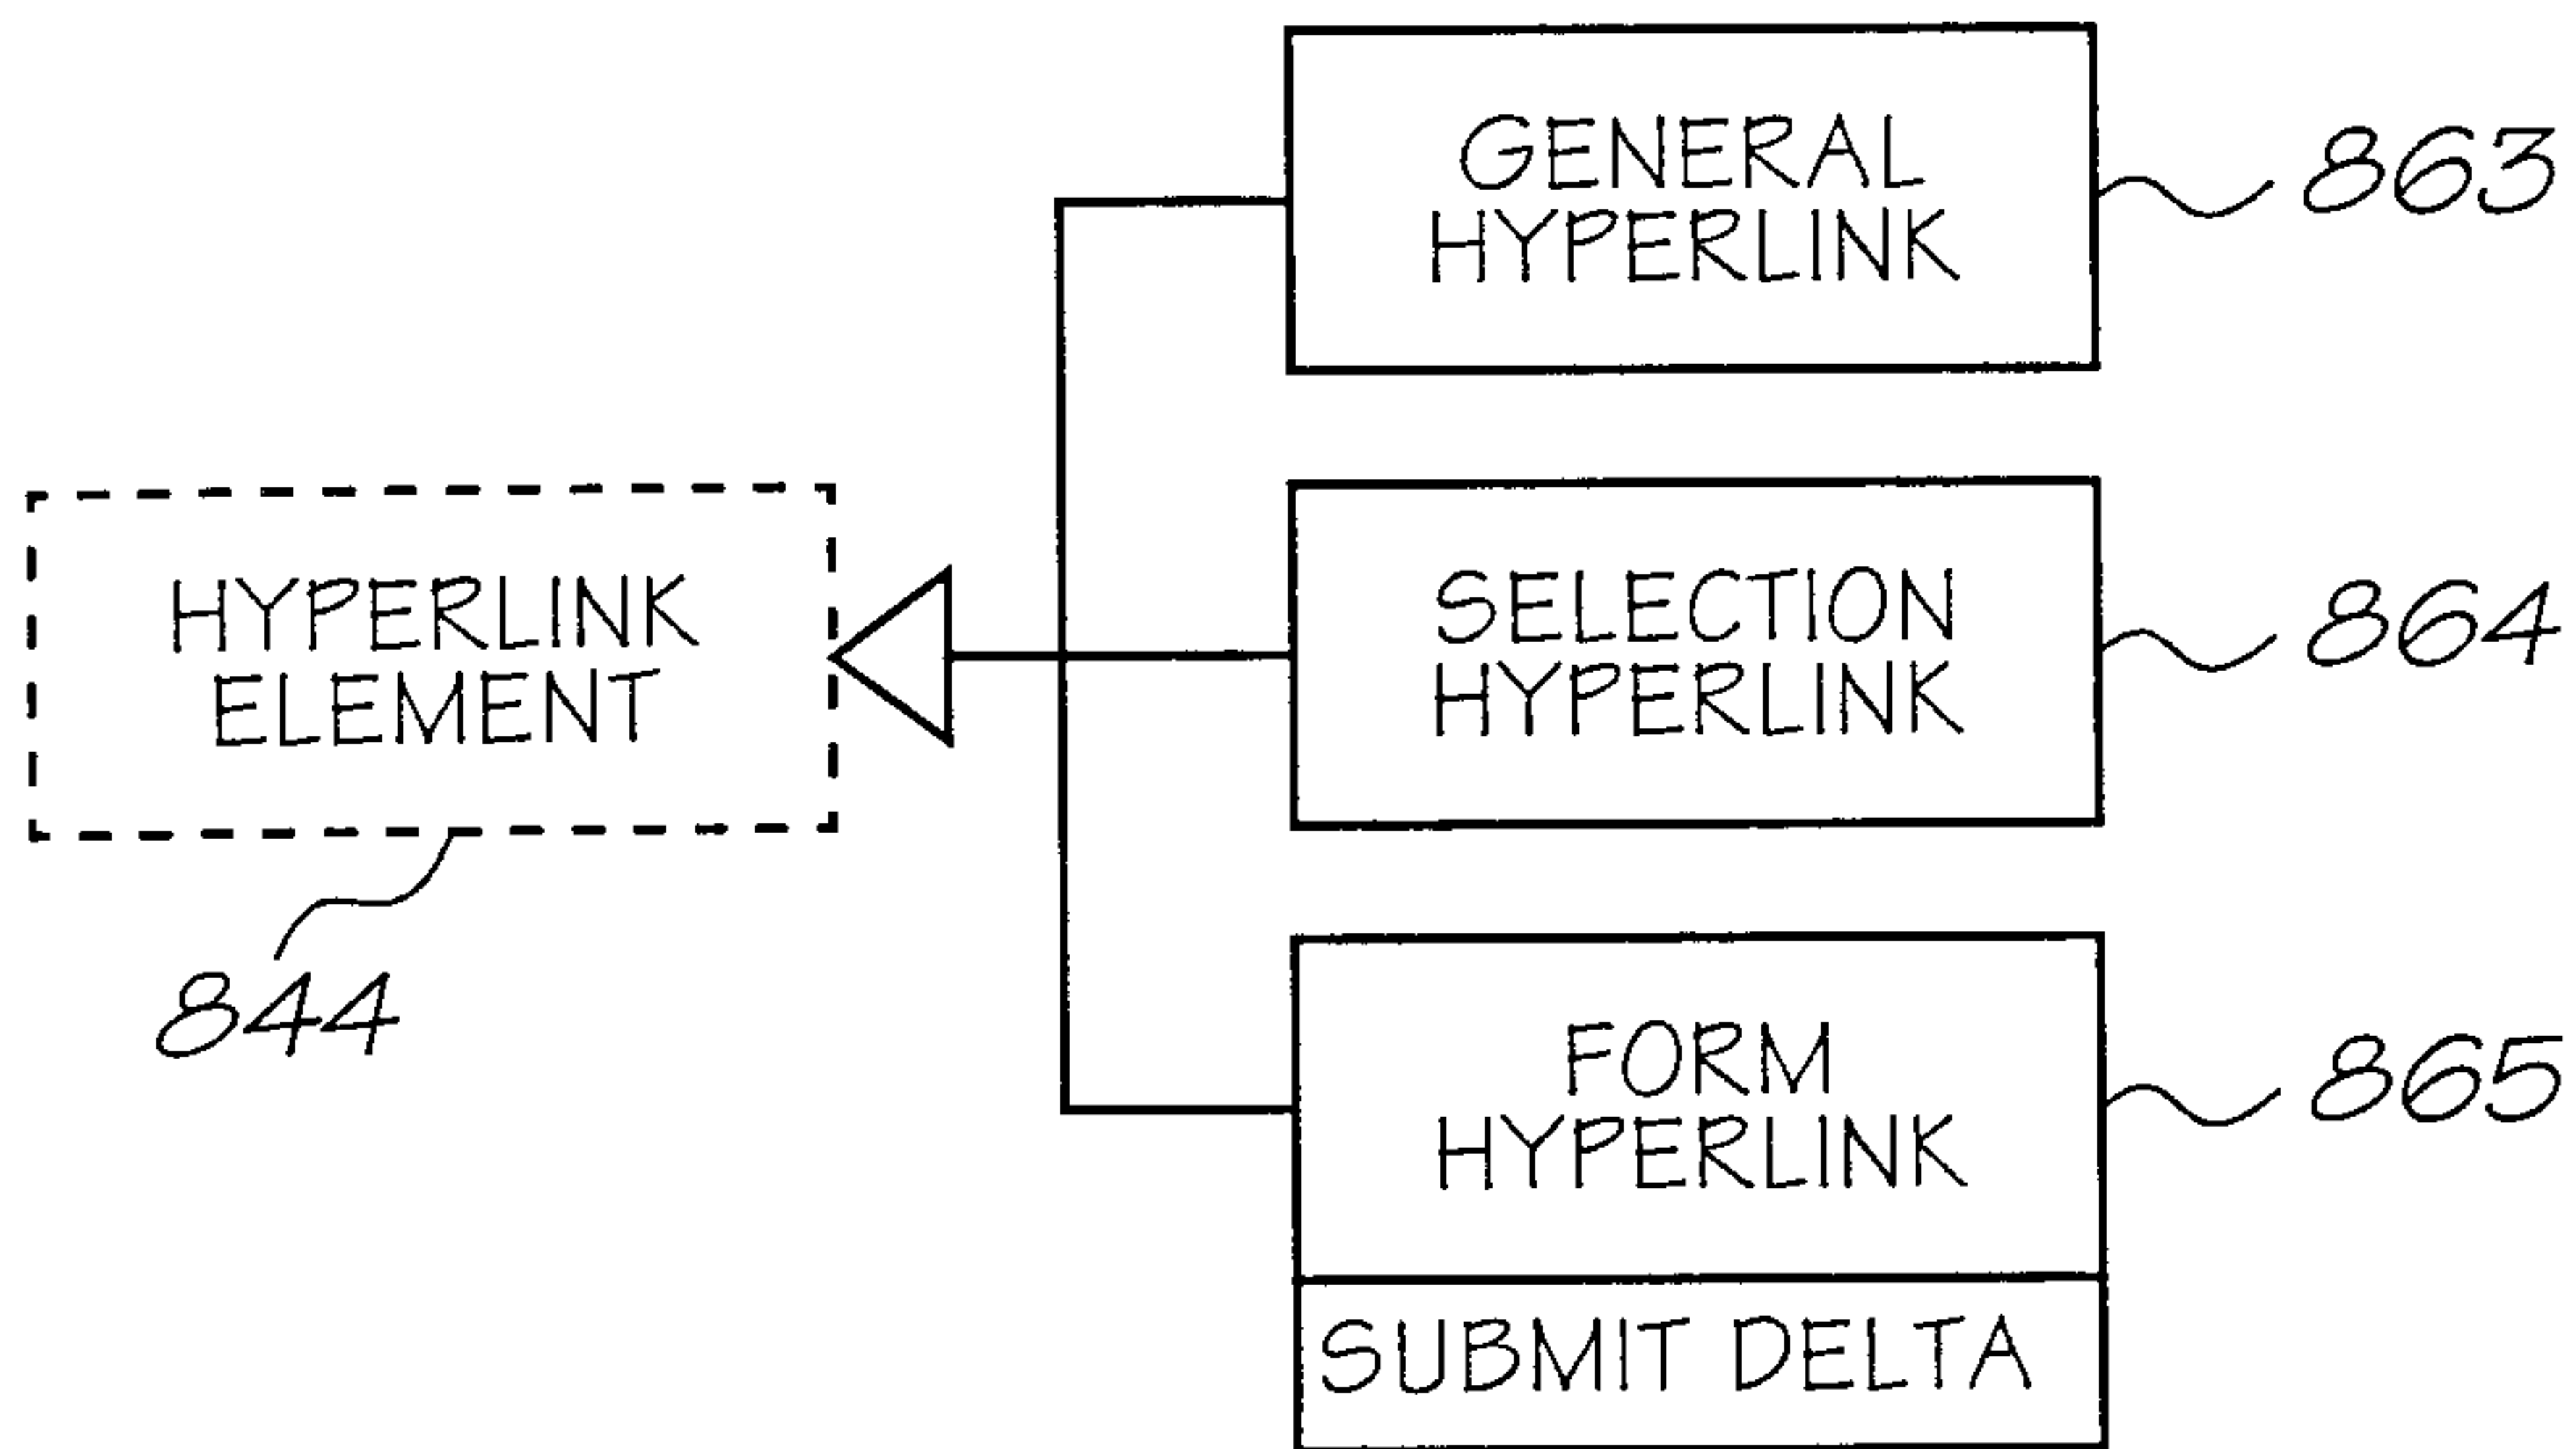 GENERAL
HYPERLINK
863
HYPERLINK
ELEMENT
844
SELECTION
HYPERLINK
864
FORM
HYPERLINK
865
SUBMIT DELTA